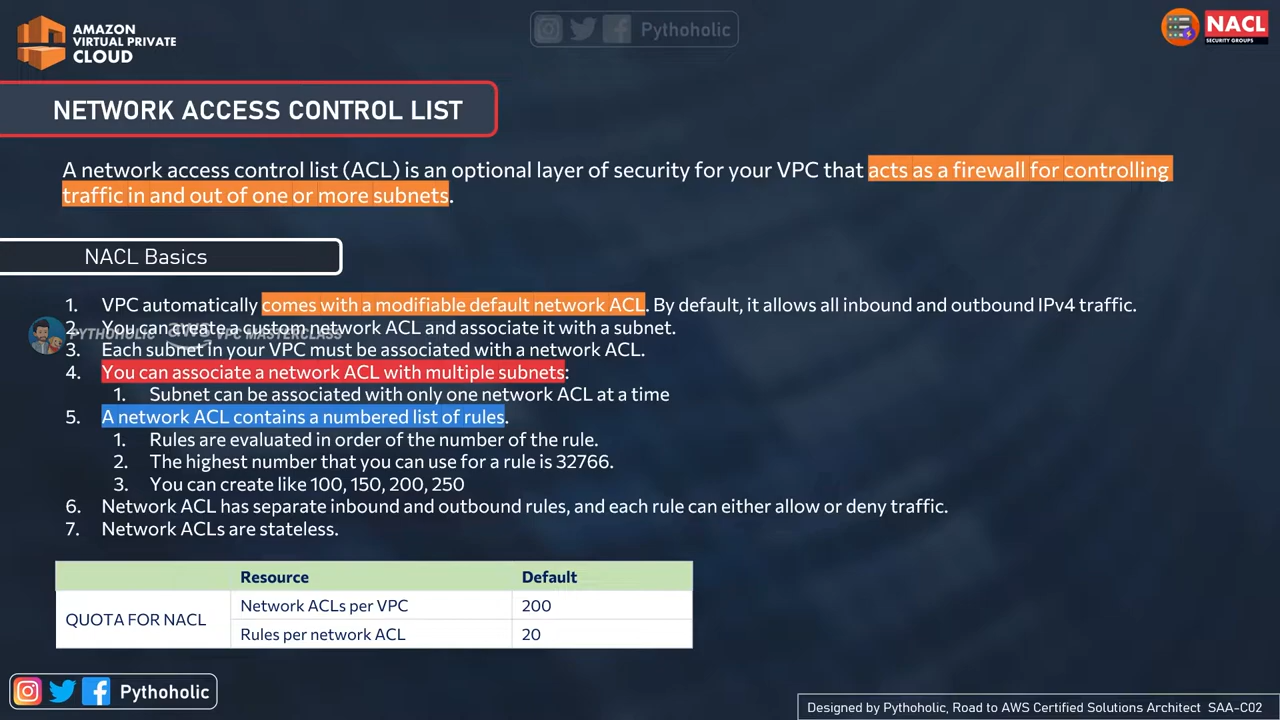 AMAZON
VIRTUAL PRIVATE
CLOUD
Pythoholic
NACL
SECURITY GROUPS
NETWORK ACCESS CONTROL LIST
A network access control list (ACL) is an optional layer of security for your VPC that acts as a firewall for controlling
traffic in and out of one or more subnets.
NACL Basics
1. VPC automatically comes with a modifiable default network ACL. By default, it allows all inbound and outbound IPv4 traffic.
2. You can create a custom network ACL and associate it with a subnet.
PYTHOHOLIC aws VPC MASTERCLASS
3. Each subnet in your VPC must be associated with a network ACL.
4. You can associate a network ACL with multiple subnets:
1. Subnet can be associated with only one network ACL at a time
5. A network ACL contains a numbered list of rules.
1. Rules are evaluated in order of the number of the rule.
2. The highest number that you can use for a rule is 32766.
3. You can create like 100, 150, 200, 250
6. Network ACL has separate inbound and outbound rules, and each rule can either allow or deny traffic.
7. Network ACLs are stateless.
Resource Default
QUOTA FOR NACL
Network ACLs per VPC 200
Rules per network ACL 20
Pythoholic
Designed by Pythoholic, Road to AWS Certified Solutions Architect SAA-C02